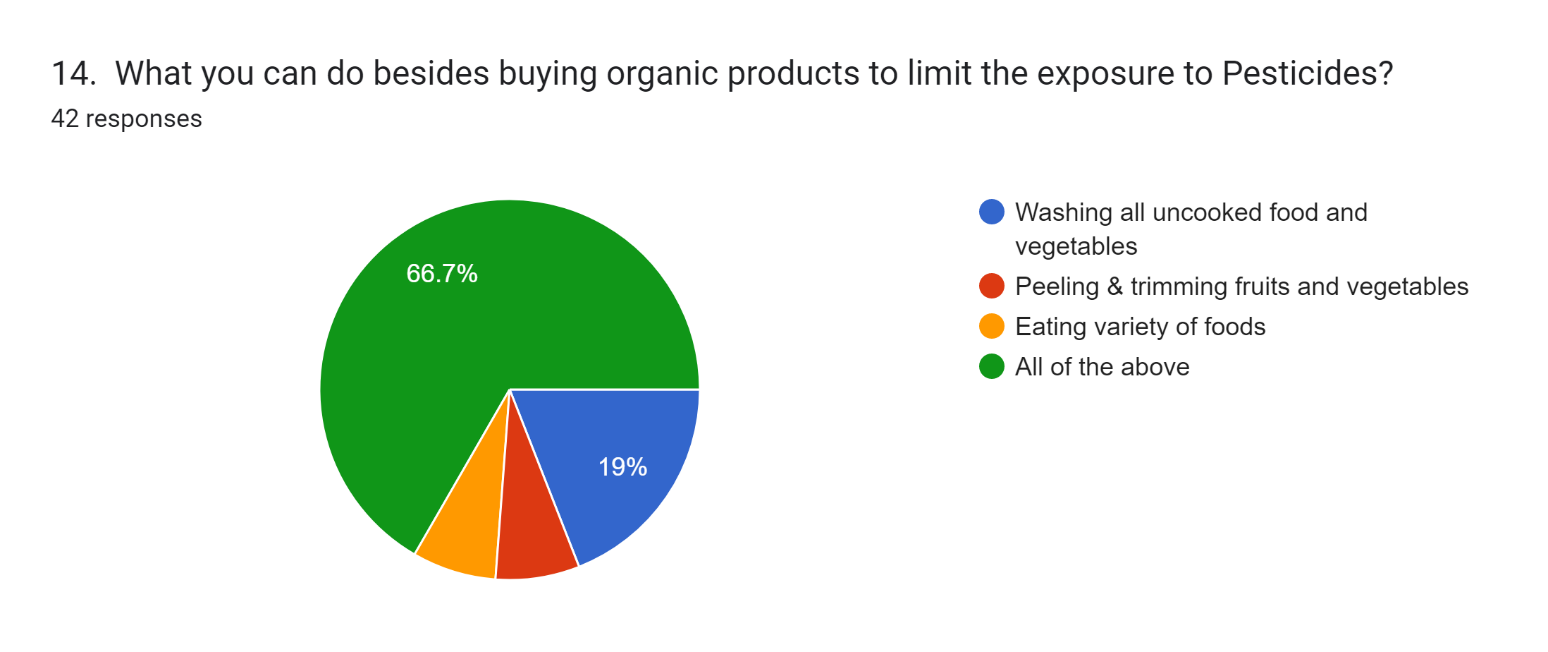 14.  What you can do besides buying organic products to limit the exposure to Pesticides?
42 responses
66.7%
19%
Washing all uncooked food and
vegetables
Peeling & trimming fruits and vegetables
Eating variety of foods
All of the above